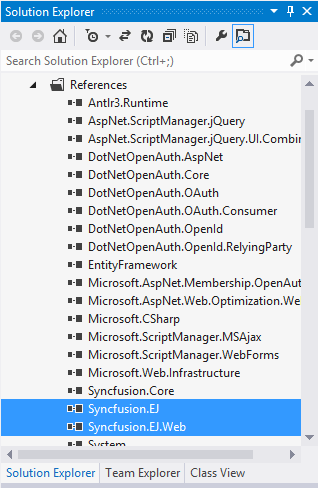 Solution Explorer
Search Solution Explorer (Ctrl+;)
References
Antlr3.Runtime
AspNet.ScriptManager.jQuery
AspNet.ScriptManager.jQuery.UI.Combin
DotNetOpenAuth.AspNet
DotNetOpenAuth.Core
DotNetOpenAuth.OAuth
DotNetOpenAuth.OAuth.Consumer
DotNetOpenAuth.OpenId
DotNetOpenAuth.OpenId.RelyingParty
EntityFramework
Microsoft.AspNet.Membership.OpenAut
Microsoft.AspNet.Web.Optimization.We
Microsoft.CSharp
Microsoft.ScriptManager.MSAjax
Microsoft.ScriptManager.WebForms
Microsoft.Web.Infrastructure
Syncfusion.Core
Syncfusion.EJ
Syncfusion.EJ.Web
System
Solution Explorer Team Explorer Class View